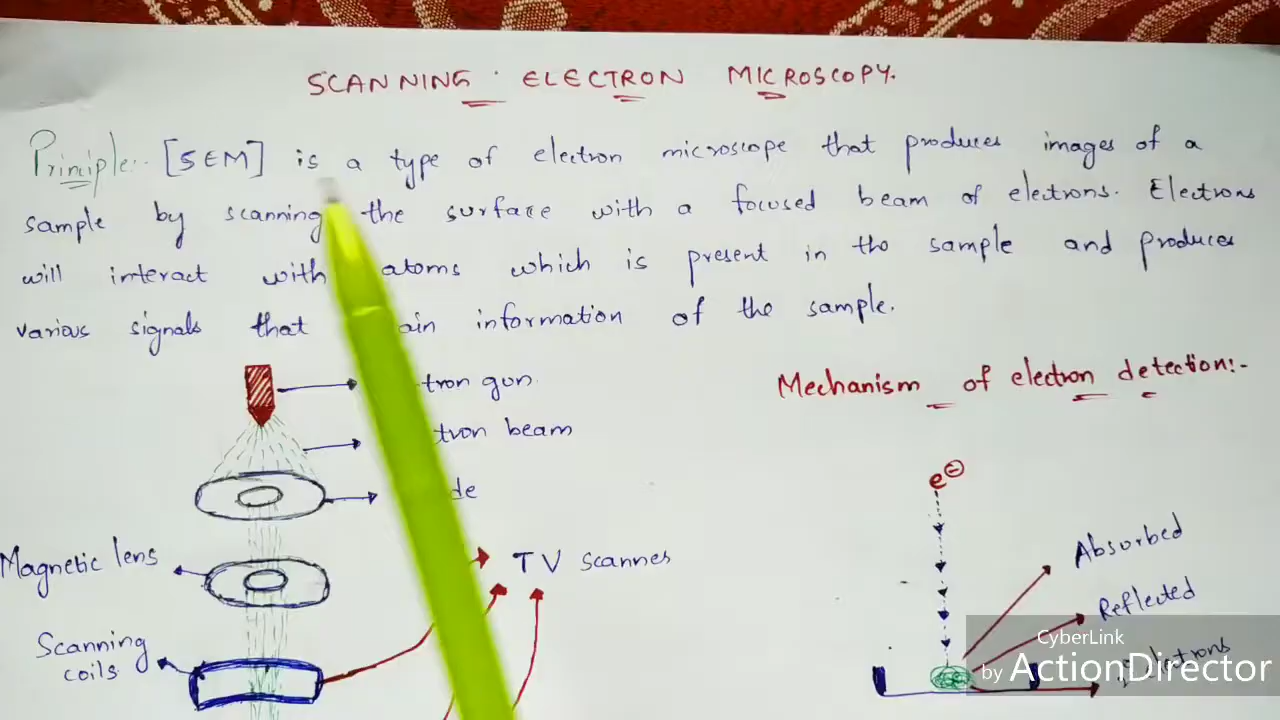 SCANNING ELECTRON MICROSCOPY.
Principle:- [SEM] is a type of electron microscope that produces images of a
sample by scanning the surface with a focused beam of electrons. Electrons
will interact with atoms which is present in the sample and produces
various signals that ain information of the sample.
tron gun.
tron beam
de
Magnetic lens
TV scanner
Scanning
coils
Mechanism of electron detection:-
e⊖
Absorbed
Reflected
CyberLink
by ActionDirector